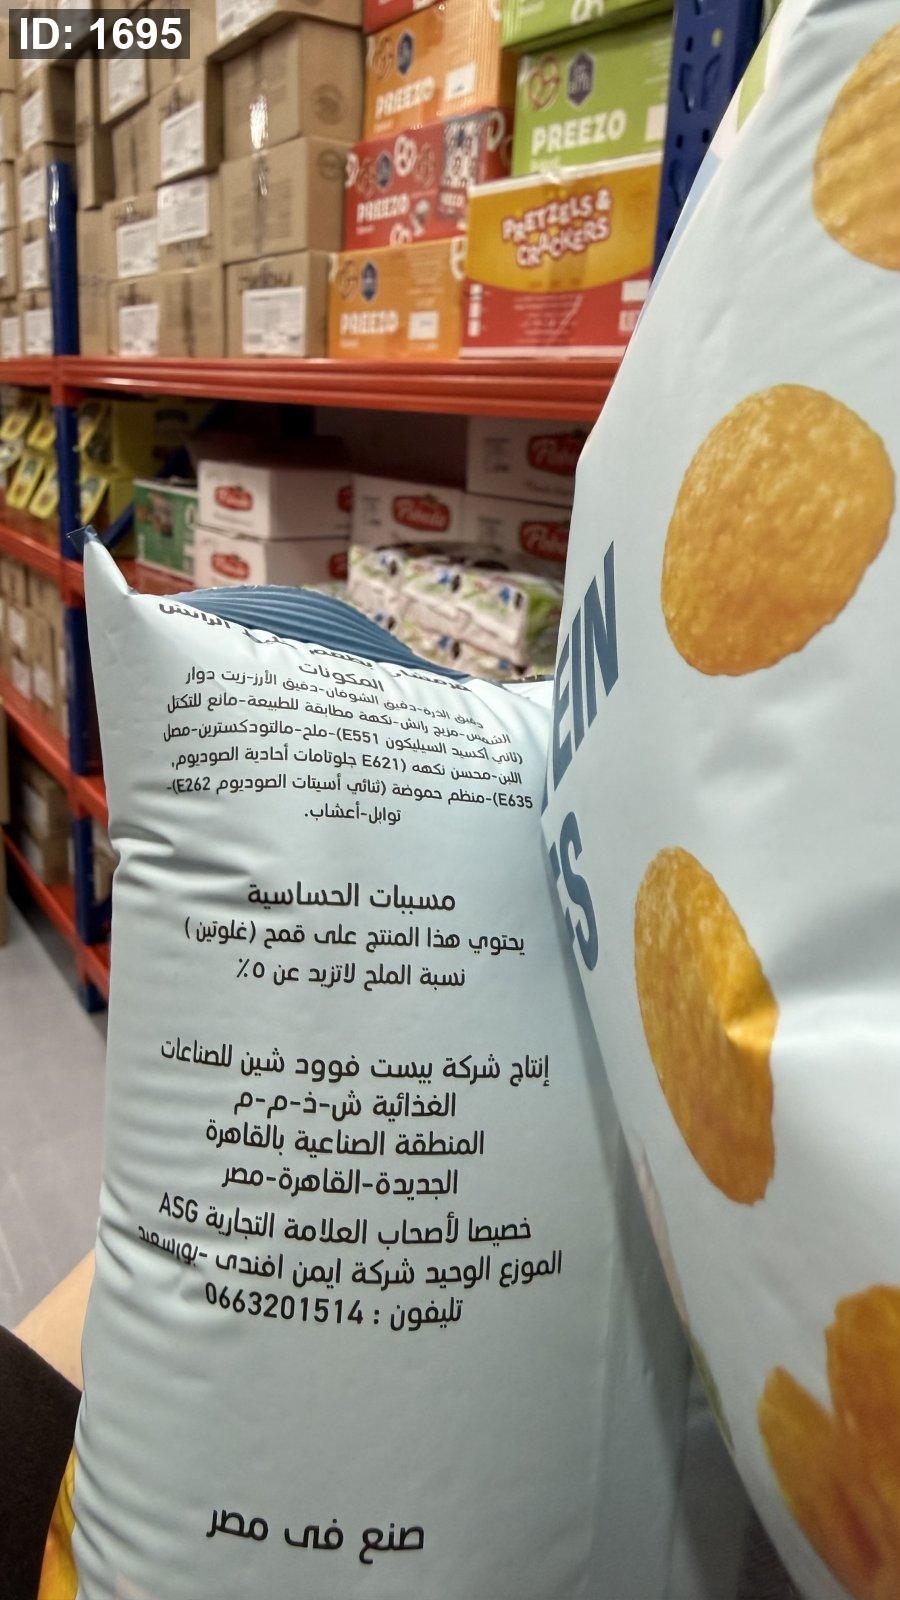 ID: 1695
PREEZO
PREEZO
PREEZO
PRETZELS &
CRACKERS
PREEZO
EIN
S
المكونات
دقيق الذرة-دقيق الشوفان-دقيق الأرز-زيت دوار
الشمس-مزيج رانش-نكهة مطابقة للطبيعة-مانع للتكتل
(ثاني أكسيد السيليكون E551)-ملح-مالتودكسترين-مصل
اللبن-محسن نكهه (E621 جلوتامات أحادية الصوديوم,
E635)-منظم حموضة (ثنائي أسيتات الصوديوم E262)-
توابل-أعشاب.
مسببات الحساسية
يحتوي هذا المنتج على قمح (غلوتين )
نسبة الملح لاتزيد عن ٥٪
إنتاج شركة بيست فوود شين للصناعات
الغذائية ش-ذ-م-م
المنطقة الصناعية بالقاهرة
الجديدة-القاهرة-مصر
خصيصا لأصحاب العلامة التجارية ASG
الموزع الوحيد شركة ايمن افندى -بورسعيد
تليفون : 0663201514
صنع فى مصر